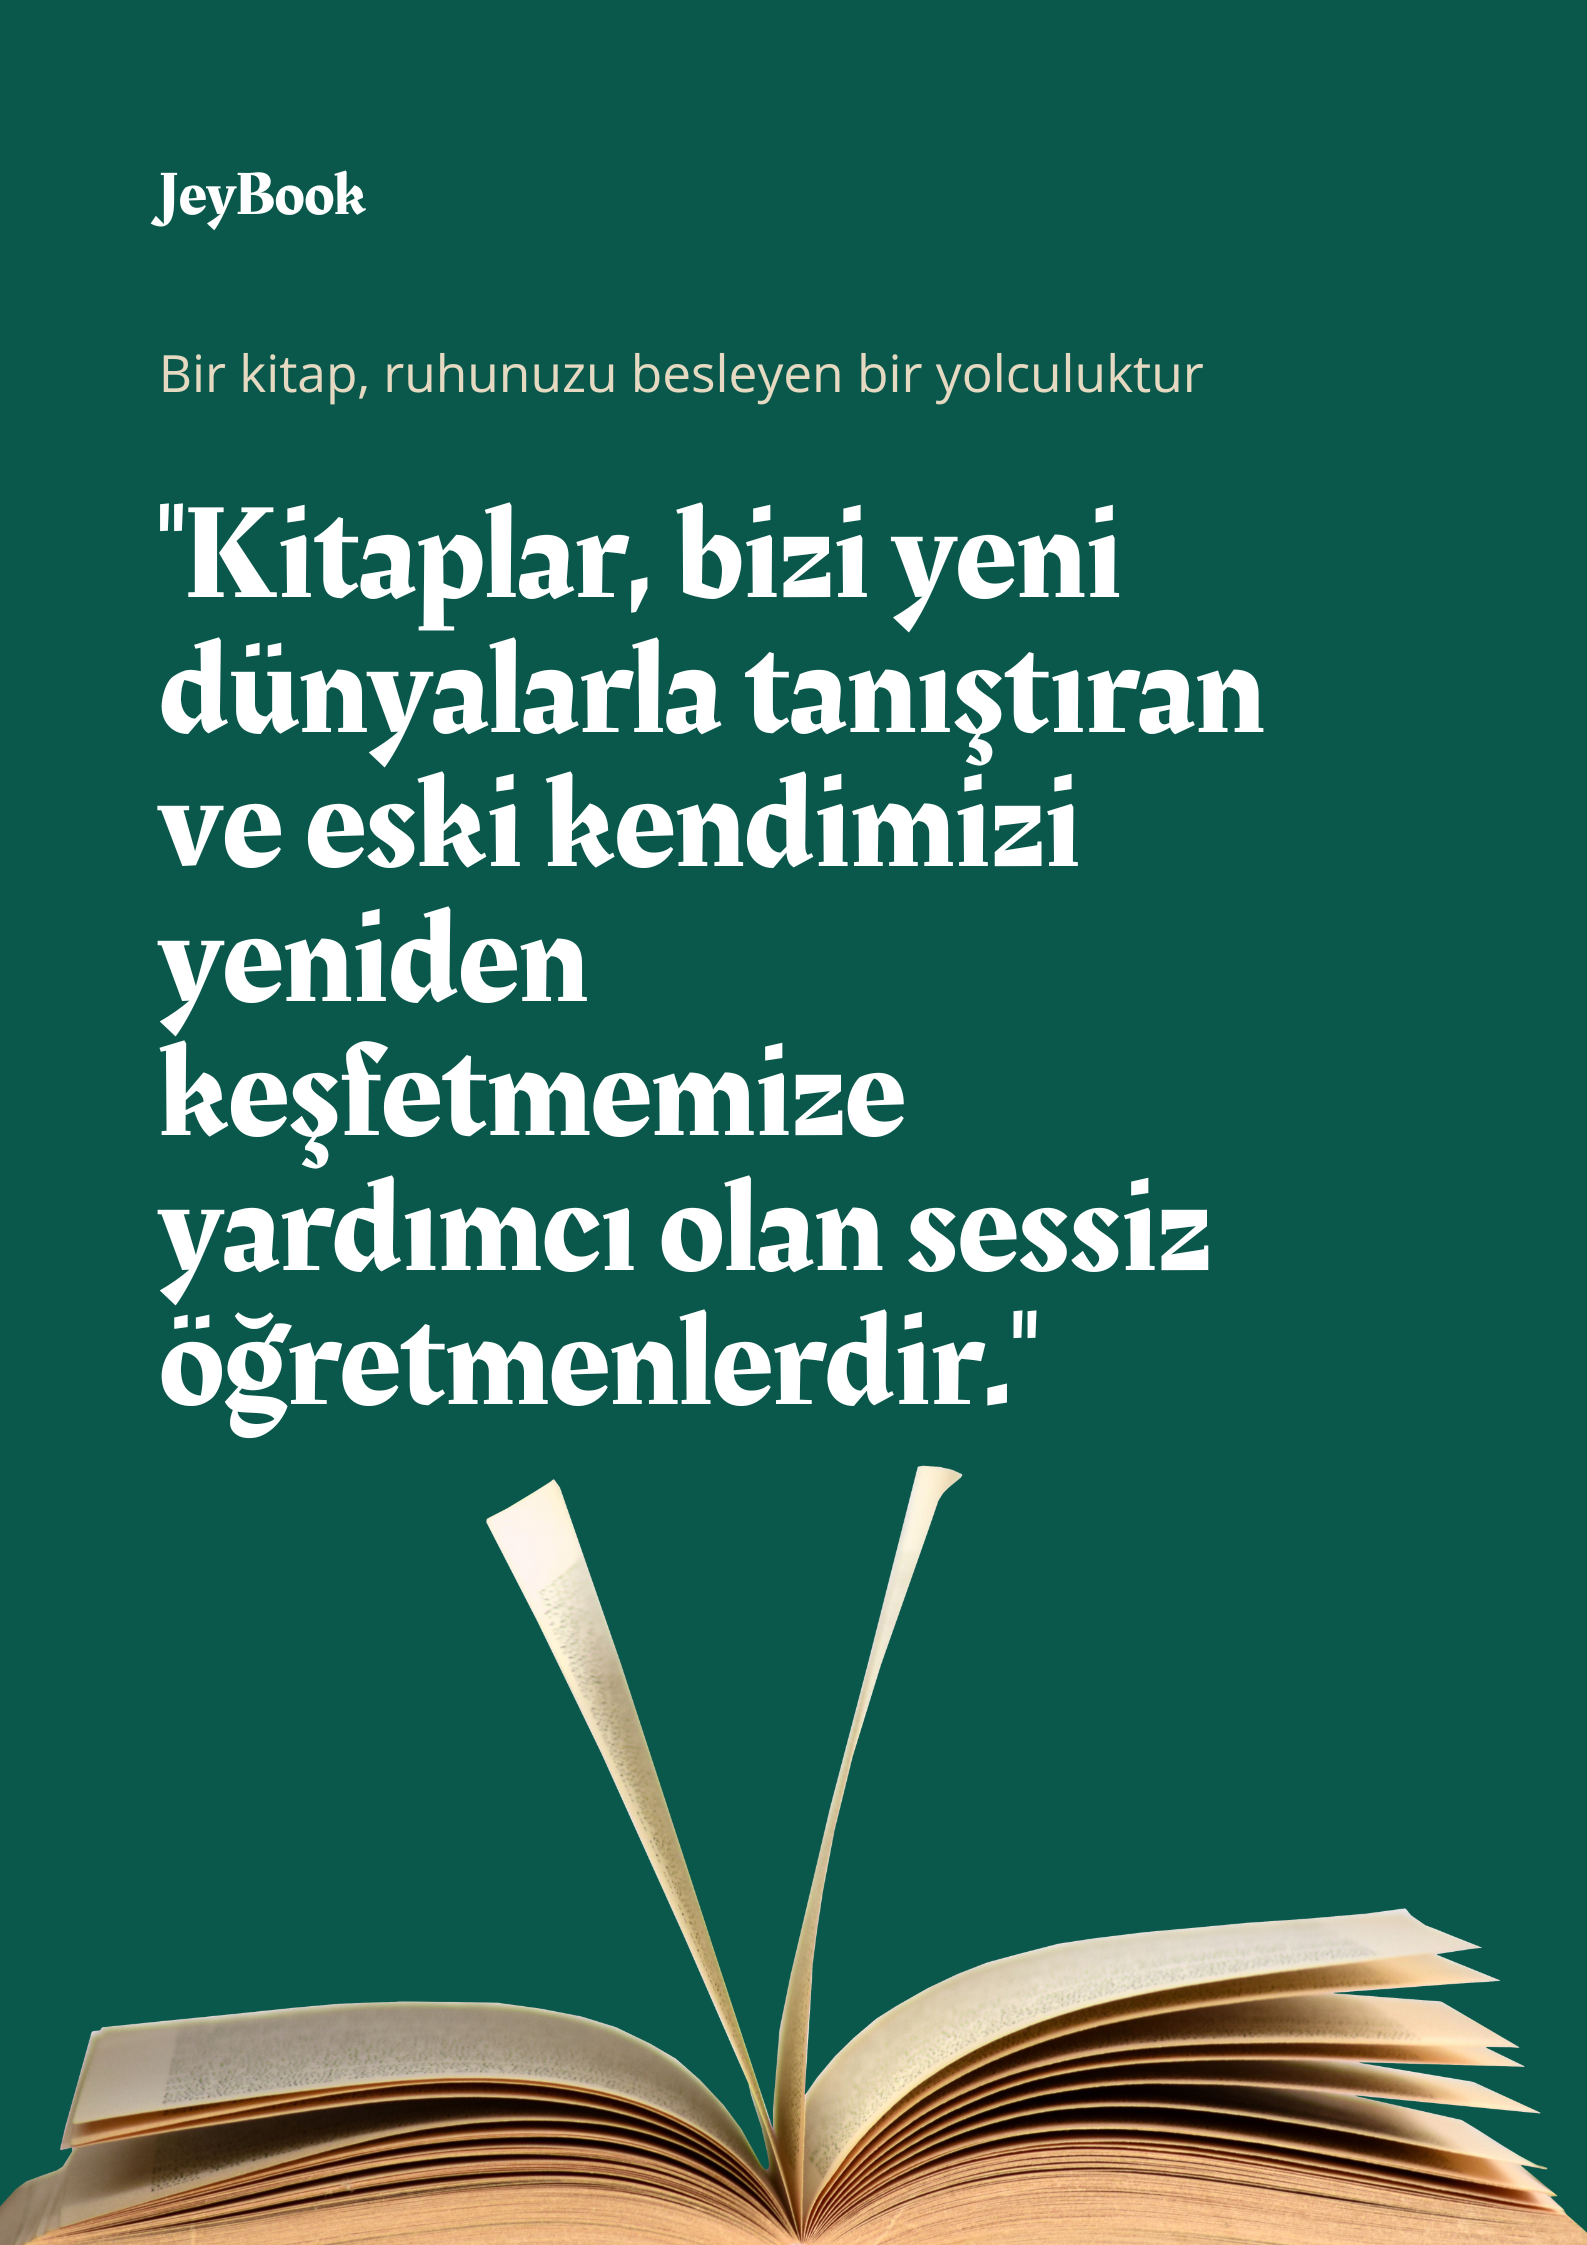 JeyBook
Bir kitap, ruhunuzu besleyen bir yolculuktur
"Kitaplar, bizi yeni
dünyalarla tanıştıran
ve eski kendimizi
yeniden
keşfetmemize
yardımcı olan sessiz
öğretmenlerdir."